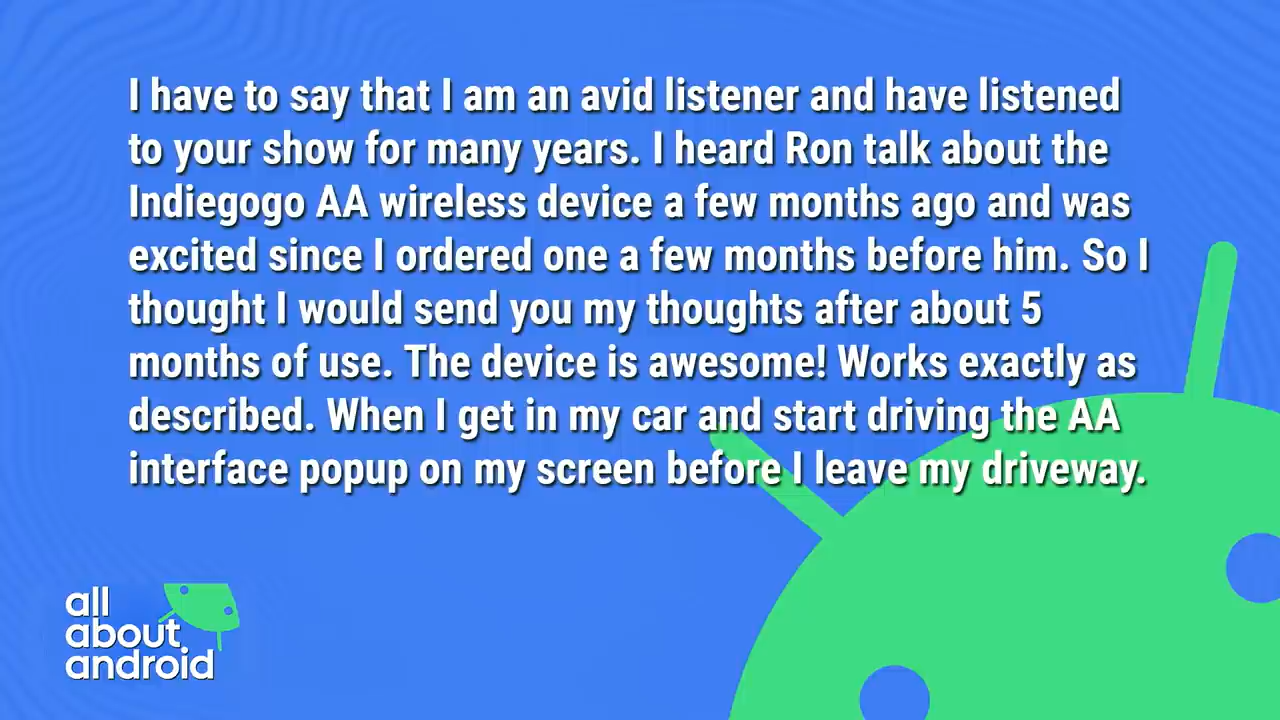 I have to say that I am an avid listener and have listened
to your show for many years. I heard Ron talk about the
Indiegogo AA wireless device a few months ago and was
excited since I ordered one a few months before him. So I
thought I would send you my thoughts after about 5
months of use. The device is awesome! Works exactly as
described. When I get in my car and start driving the AA
interface popup on my screen before I leave my driveway.
all
about
android